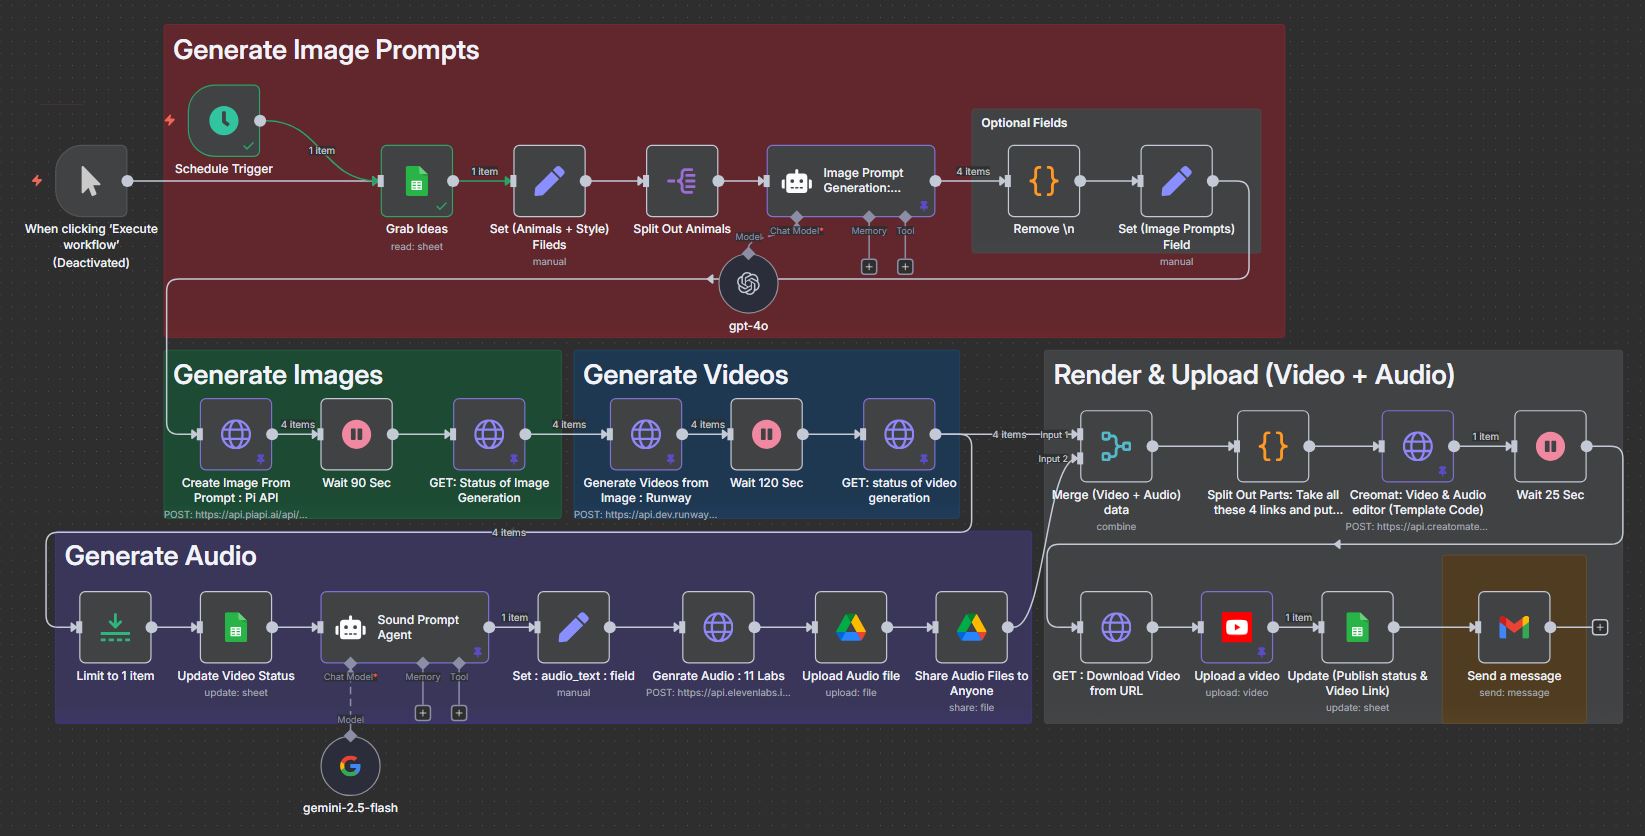 Generate Image Prompts
Schedule Trigger
When clicking ‘Execute
workflow’
(Deactivated)
1 item
Grab Ideas
read: sheet
1 item
Set (Animals + Style)
Fileds
manual
Split Out Animals
Image Prompt
Generation:...
Model
Chat Model*
Memory
Tool
gpt-4o
4 items
Optional Fields
Remove \n
Set (Image Prompts)
Field
manual
Generate Images
Create Image From
Prompt : Pi API
POST: https://api.piapi.ai/api/...
4 items
Wait 90 Sec
GET: Status of Image
Generation
4 items
Generate Videos
Generate Videos from
Image : Runway
POST: https://api.dev.runway...
4 items
Wait 120 Sec
GET: status of video
generation
4 items
4 items
Generate Audio
Limit to 1 item
Update Video Status
update: sheet
Sound Prompt
Agent
Chat Model*
Memory
Tool
Model
gemini-2.5-flash
1 item
Set : audio_text : field
manual
Genrate Audio : 11 Labs
POST: https://api.elevenlabs.i...
Upload Audio file
upload: file
Share Audio Files to
Anyone
share: file
Render & Upload (Video + Audio)
Input 1
Input 2
Merge (Video + Audio)
data
combine
Split Out Parts: Take all
these 4 links and put...
Creomat: Video & Audio
editor (Template Code)
POST: https://api.creatomate...
1 item
Wait 25 Sec
GET : Download Video
from URL
Upload a video
upload: video
1 item
Update (Publish status &
Video Link)
update: sheet
Send a message
send: message